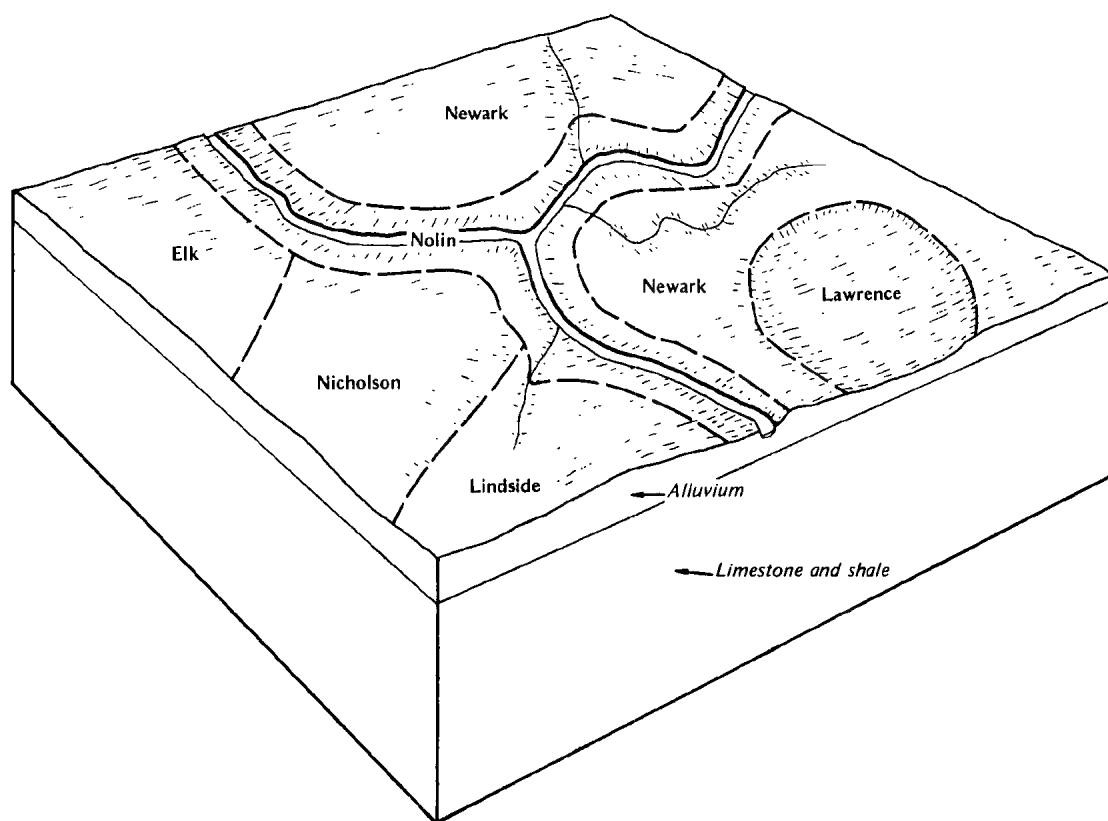 Newark
Nolin
Elk
Newark
Lawrence
Nicholson
Lindside
Alluvium
Limestone and shale